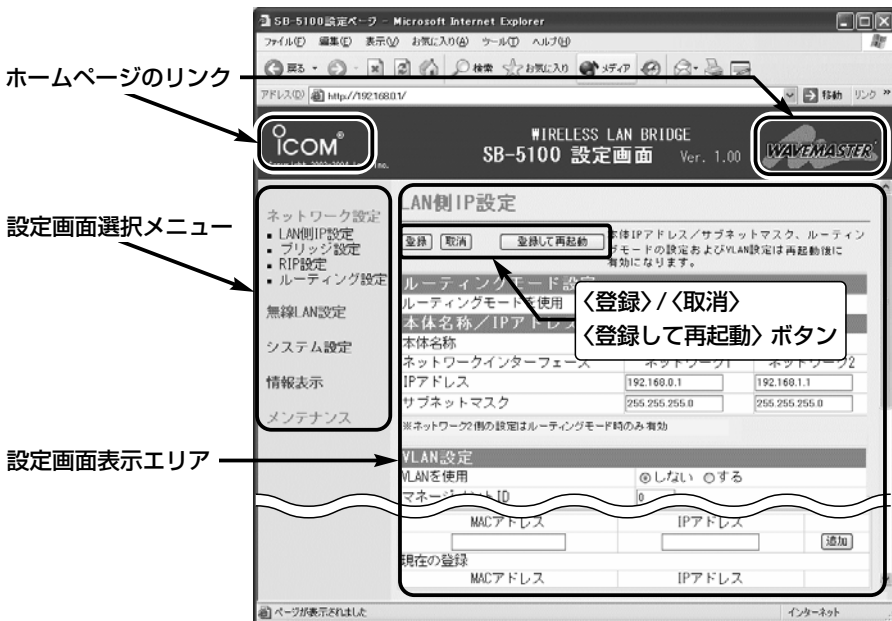 SB-5100設定ページ - Microsoft Internet Explorer
ファイル(F) 編集(E) 表示(V) お気に入り(A) ツール(T) ヘルプ(H)
戻る 検索 お気に入り メディア
アドレス(D) http://192.168.0.1/ 移動 リンク »
ホームページのリンク
ICOM®
Inc.
WIRELESS LAN BRIDGE
SB-5100 設定画面 Ver. 1.00
WAVEMASTER
設定画面選択メニュー
ネットワーク設定
▪ LAN側IP設定
▪ ブリッジ設定
▪ RIP設定
▪ ルーティング設定
無線LAN設定
システム設定
情報表示
メンテナンス
設定画面表示エリア
LAN側IP設定
登録 取消 登録して再起動
本体IPアドレス／サブネットマスク、ルーティングモードの設定およびVLAN設定は再起動後に
有効になります。
〈登録〉/〈取消〉
〈登録して再起動〉ボタン
ルーティングモード設定
ルーティングモードを使用
本体名称／IPアドレス
本体名称
ネットワークインターフェース ネットワーク1 ネットワーク2
IPアドレス 192.168.0.1 192.168.1.1
サブネットマスク 255.255.255.0 255.255.255.0
※ネットワーク2側の設定はルーティングモード時のみ有効
VLAN設定
VLANを使用 ◉しない ○する
マネージメントID 0
MACアドレス IPアドレス
追加
現在の登録
MACアドレス IPアドレス
ページが表示されました インターネット